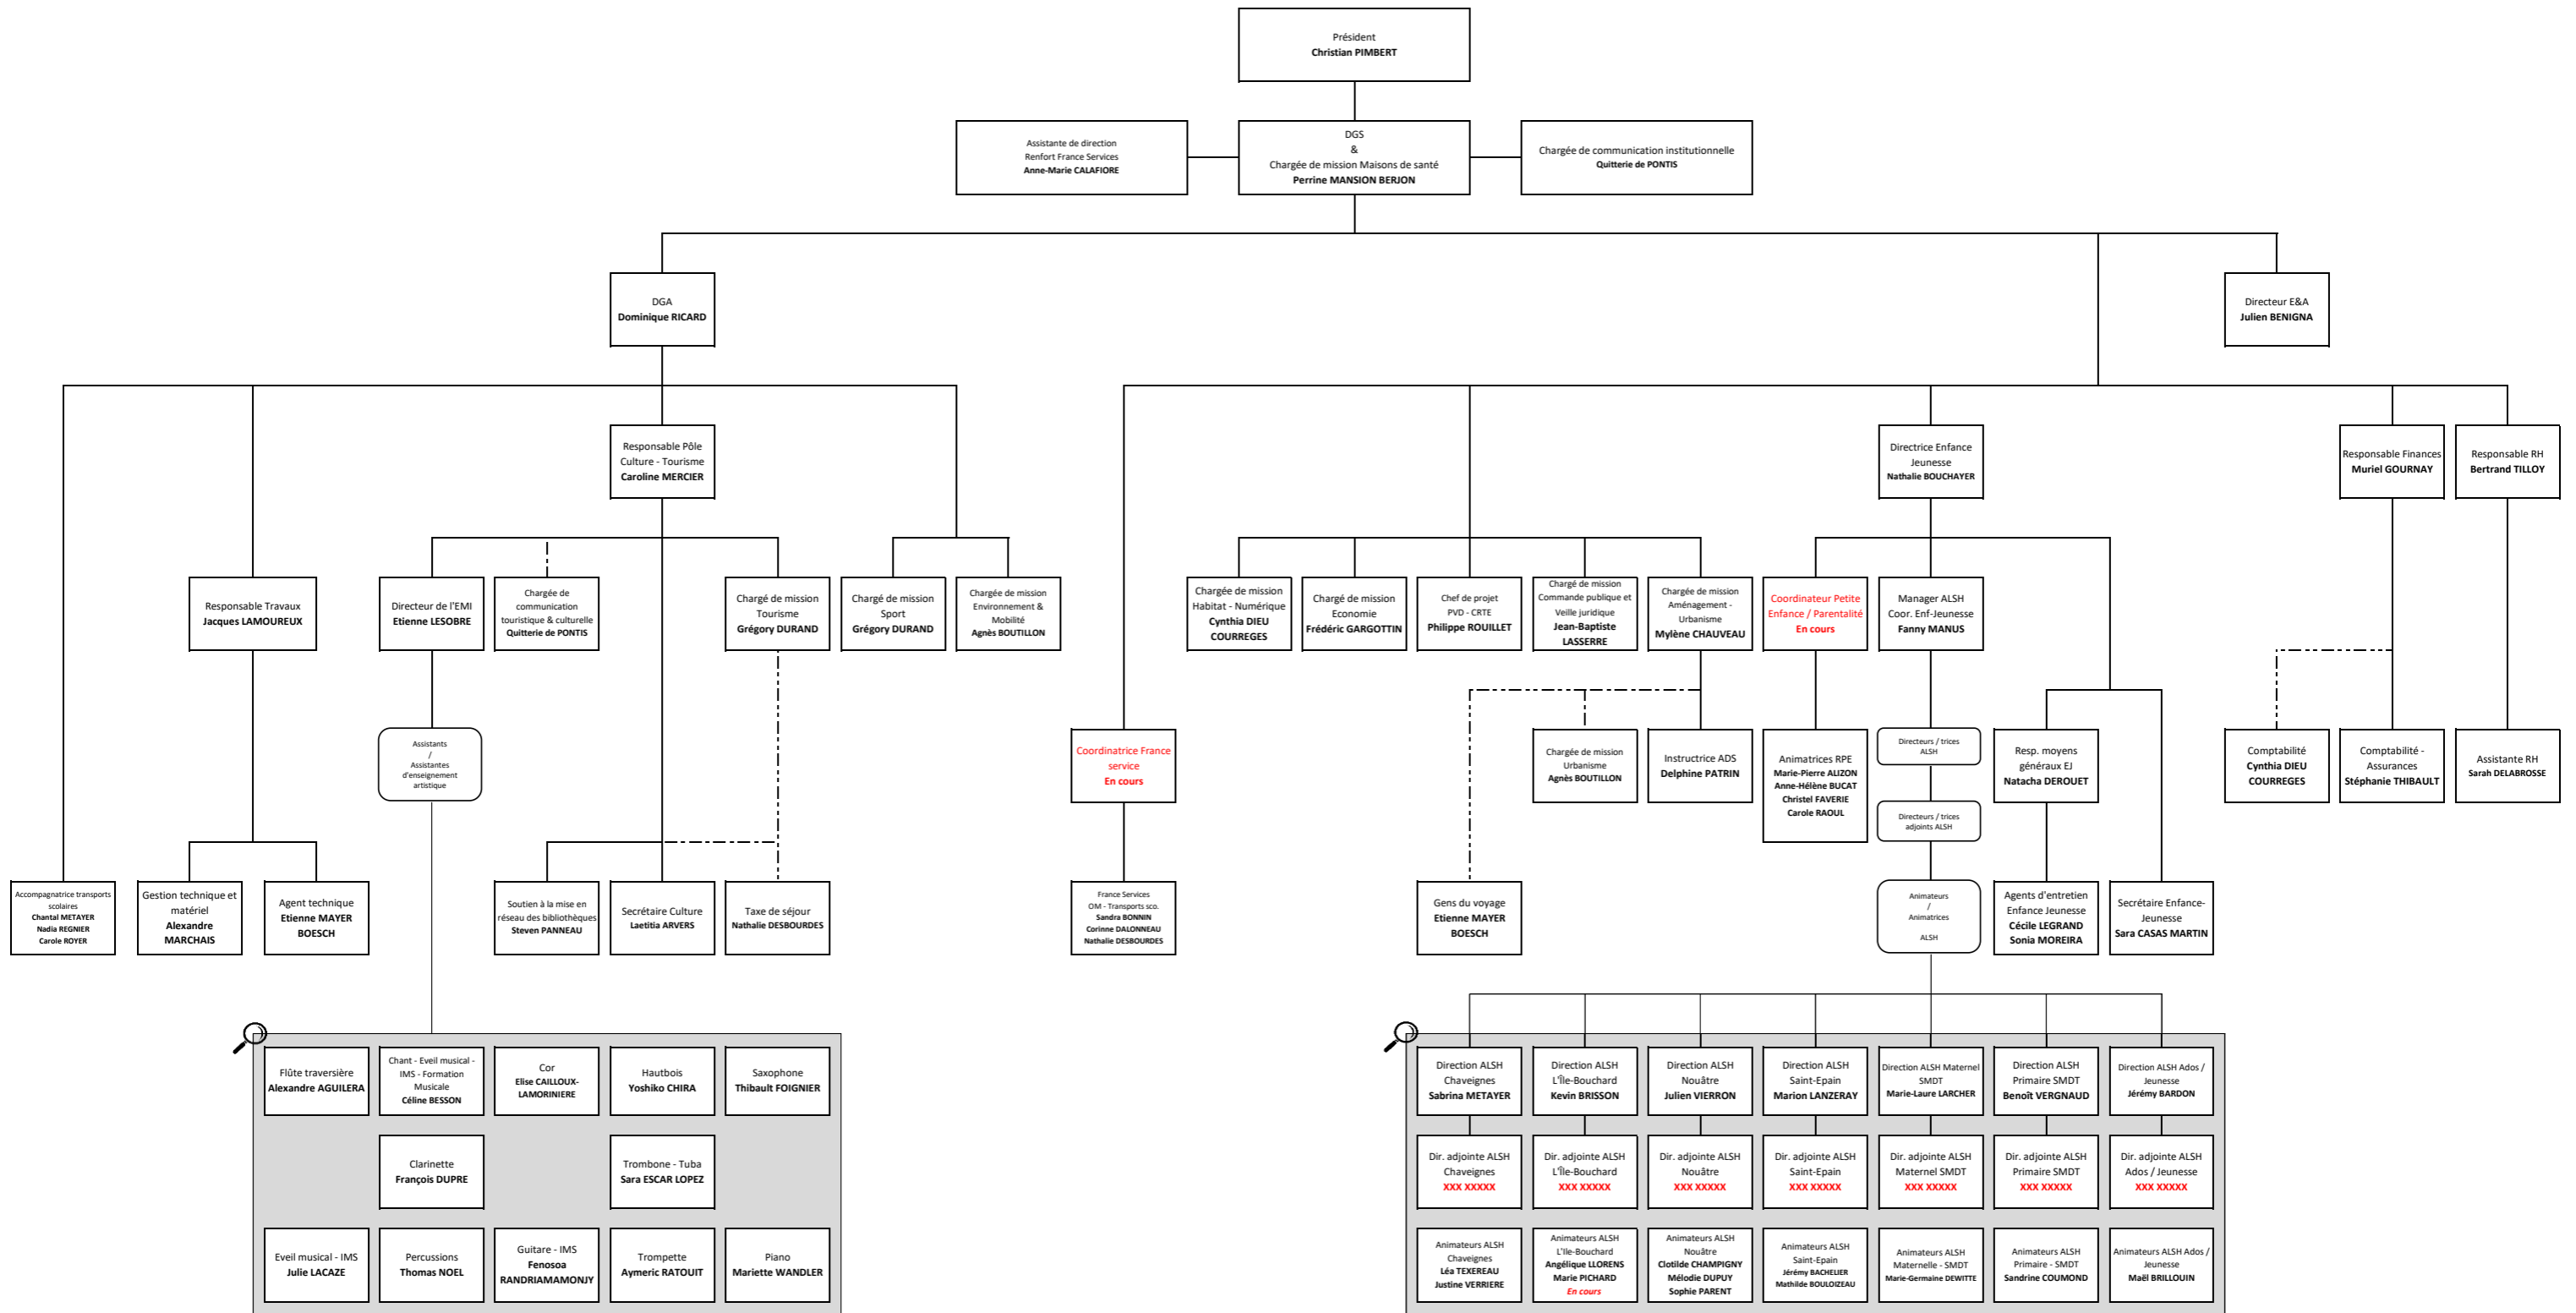 Président
Christian PIMBERT
Assistante de direction
Renfort France Services
Anne-Marie CALAFIORE
DGS
&
Chargée de mission Maisons de santé
Perrine MANSION BERJON
Chargée de communication institutionnelle
Quitterie de PONTIS
DGA
Dominique RICARD
Directeur E&A
Julien BENIGNA
Responsable Pôle
Culture - Tourisme
Caroline MERCIER
Directrice Enfance
Jeunesse
Nathalie BOUCHAYER
Responsable Finances
Muriel GOURNAY
Responsable RH
Bertrand TILLOY
Responsable Travaux
Jacques LAMOUREUX
Directeur de l'EMI
Etienne LESOBRE
Chargée de
communication
touristique & culturelle
Quitterie de PONTIS
Chargé de mission
Tourisme
Grégory DURAND
Chargé de mission
Sport
Grégory DURAND
Chargée de mission
Environnement &
Mobilité
Agnès BOUTILLON
Chargée de mission
Habitat - Numérique
Cynthia DIEU
COURREGES
Chargé de mission
Economie
Frédéric GARGOTTIN
Chef de projet
PVD - CRTE
Philippe ROUILLET
Chargé de mission
Commande publique et
Veille juridique
Jean-Baptiste
LASSERRE
Chargée de mission
Aménagement -
Urbanisme
Mylène CHAUVEAU
Coordinateur Petite
Enfance / Parentalité
En cours
Manager ALSH
Coor. Enf-Jeunesse
Fanny MANUS
Assistants
/
Assistantes
d'enseignement
artistique
Coordinatrice France
service
En cours
Chargée de mission
Urbanisme
Agnès BOUTILLON
Instructrice ADS
Delphine PATRIN
Animatrices RPE
Marie-Pierre ALIZON
Anne-Hélène BUCAT
Christel FAVERIE
Carole RAOUL
Directeurs / trices
ALSH
Directeurs / trices
adjoints ALSH
Resp. moyens
généraux EJ
Natacha DEROUET
Comptabilité
Cynthia DIEU
COURREGES
Comptabilité -
Assurances
Stéphanie THIBAULT
Assistante RH
Sarah DELABROSSE
Accompagnatrice transports
scolaires
Chantal METAYER
Nadia REGNIER
Carole ROYER
Gestion technique et
matériel
Alexandre
MARCHAIS
Agent technique
Etienne MAYER
BOESCH
Soutien à la mise en
réseau des bibliothèques
Steven PANNEAU
Secrétaire Culture
Laetitia ARVERS
Taxe de séjour
Nathalie DESBOURDES
France Services
OM - Transports sco.
Sandra BONNIN
Corinne DALONNEAU
Nathalie DESBOURDES
Gens du voyage
Etienne MAYER
BOESCH
Animateurs
/
Animatrices
ALSH
Agents d'entretien
Enfance Jeunesse
Cécile LEGRAND
Sonia MOREIRA
Secrétaire Enfance-
Jeunesse
Sara CASAS MARTIN
Flûte traversière
Alexandre AGUILERA
Chant - Eveil musical -
IMS - Formation
Musicale
Céline BESSON
Cor
Elise CAILLOUX-
LAMORINIERE
Hautbois
Yoshiko CHIRA
Saxophone
Thibault FOIGNIER
Clarinette
François DUPRE
Trombone - Tuba
Sara ESCAR LOPEZ
Eveil musical - IMS
Julie LACAZE
Percussions
Thomas NOEL
Guitare - IMS
Fenosoa
RANDRIAMAMONJY
Trompette
Aymeric RATOUIT
Piano
Mariette WANDLER
Direction ALSH
Chaveignes
Sabrina METAYER
Direction ALSH
L'Île-Bouchard
Kevin BRISSON
Direction ALSH
Nouâtre
Julien VIERRON
Direction ALSH
Saint-Epain
Marion LANZERAY
Direction ALSH Maternel
SMDT
Marie-Laure LARCHER
Direction ALSH
Primaire SMDT
Benoît VERGNAUD
Direction ALSH Ados /
Jeunesse
Jérémy BARDON
Dir. adjointe ALSH
Chaveignes
XXX XXXXX
Dir. adjointe ALSH
L'Île-Bouchard
XXX XXXXX
Dir. adjointe ALSH
Nouâtre
XXX XXXXX
Dir. adjointe ALSH
Saint-Epain
XXX XXXXX
Dir. adjointe ALSH
Maternel SMDT
XXX XXXXX
Dir. adjointe ALSH
Primaire SMDT
XXX XXXXX
Dir. adjointe ALSH
Ados / Jeunesse
XXX XXXXX
Animateurs ALSH
Chaveignes
Léa TEXEREAU
Justine VERRIERE
Animateurs ALSH
L'Ile-Bouchard
Angélique LLORENS
Marie PICHARD
En cours
Animateurs ALSH
Nouâtre
Clotilde CHAMPIGNY
Mélodie DUPUY
Sophie PARENT
Animateurs ALSH
Saint-Epain
Jérémy BACHELIER
Mathilde BOULOIZEAU
Animateurs ALSH
Maternelle - SMDT
Marie-Germaine DEWITTE
Animateurs ALSH
Primaire - SMDT
Sandrine COUMOND
Animateurs ALSH Ados /
Jeunesse
Maël BRILLOUIN